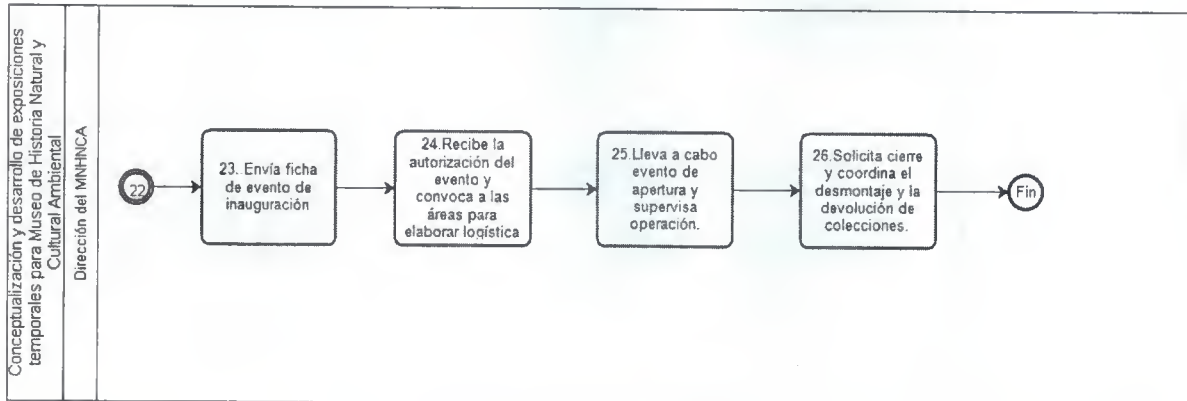 Conceptualización y desarrollo de exposiciones
temporales para Museo de Historia Natural y
Cultural Ambiental
Dirección del MNHNCA
22
23. Envía ficha
de evento de
inauguración
24.Recibe la
autorización del
evento y
convoca a las
áreas para
elaborar logística
25.Lleva a cabo
evento de
apertura y
supervisa
operación.
26.Solicita cierre
y coordina el
desmontaje y la
devolución de
colecciones.
Fin